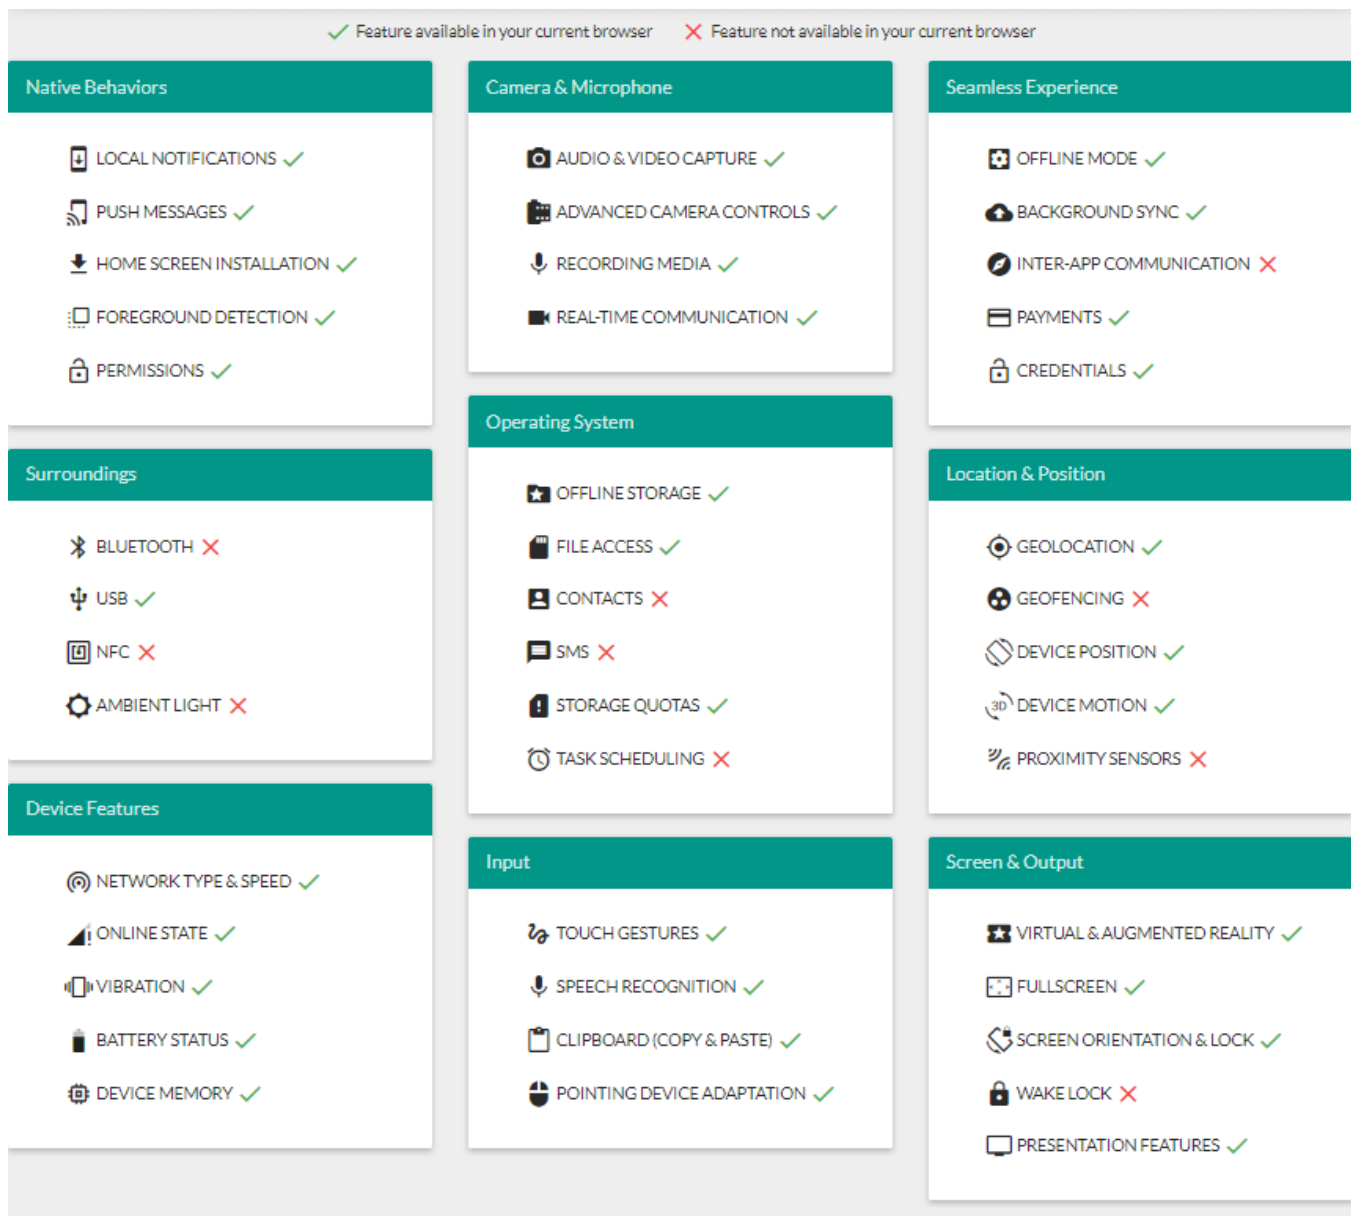 Feature available in your current browser
Feature not available in your current browser
Native Behaviors
LOCAL NOTIFICATIONS
PUSH MESSAGES
HOME SCREEN INSTALLATION
FOREGROUND DETECTION
PERMISSIONS
Surroundings
BLUETOOTH
USB
NFC
AMBIENT LIGHT
Device Features
NETWORK TYPE & SPEED
ONLINE STATE
VIBRATION
BATTERY STATUS
DEVICE MEMORY
Camera & Microphone
AUDIO & VIDEO CAPTURE
ADVANCED CAMERA CONTROLS
RECORDING MEDIA
REAL-TIME COMMUNICATION
Operating System
OFFLINE STORAGE
FILE ACCESS
CONTACTS
SMS
STORAGE QUOTAS
TASK SCHEDULING
Input
TOUCH GESTURES
SPEECH RECOGNITION
CLIPBOARD (COPY & PASTE)
POINTING DEVICE ADAPTATION
Seamless Experience
OFFLINE MODE
BACKGROUND SYNC
INTER-APP COMMUNICATION
PAYMENTS
CREDENTIALS
Location & Position
GEOLOCATION
GEOFENCING
DEVICE POSITION
3D DEVICE MOTION
PROXIMITY SENSORS
Screen & Output
VIRTUAL & AUGMENTED REALITY
FULLSCREEN
SCREEN ORIENTATION & LOCK
WAKE LOCK
PRESENTATION FEATURES